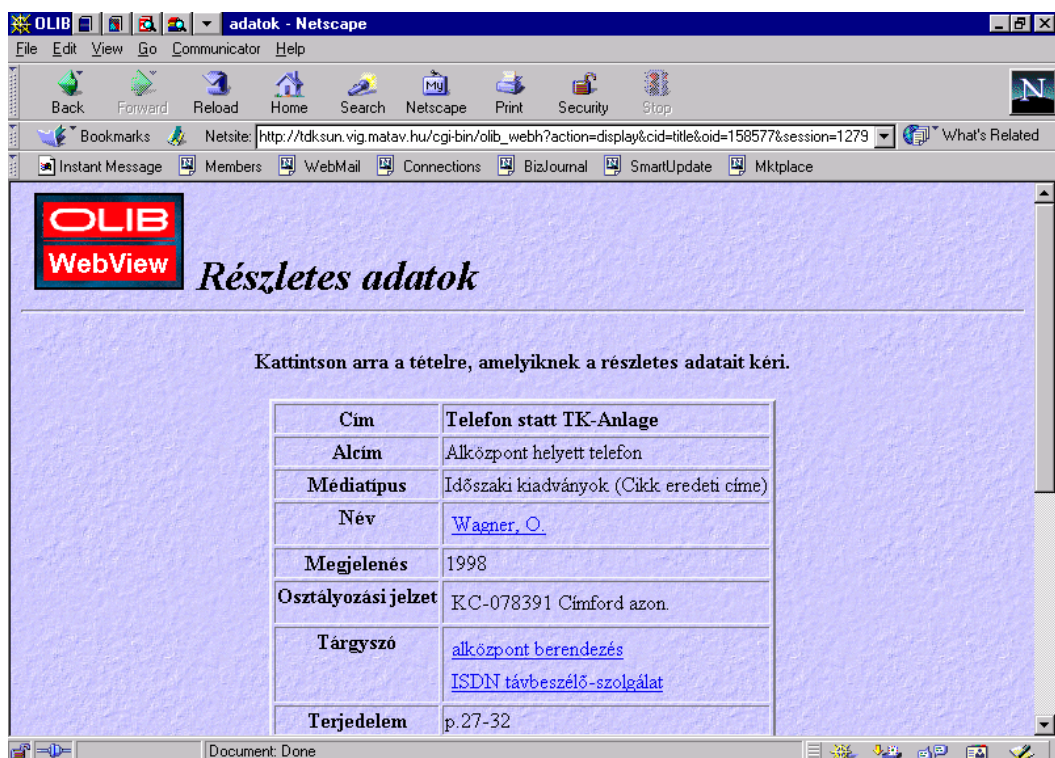 OLIB adatok - Netscape
File Edit View Go Communicator Help
Back Forward Reload Home Search Netscape Print Security Stop
My
N
Bookmarks Netsite: http://tdksun.vig.matav.hu/cgi-bin/olib_webh?action=display&cid=title&oid=158577&session=1279 What's Related
Instant Message Members WebMail Connections BizJournal SmartUpdate Mktplace
OLIB
WebView
Részletes adatok
Kattintson arra a tételre, amelyiknek a részletes adatait kéri.
Cím Telefon statt TK-Anlage
Alcím Alközpont helyett telefon
Médiatípus Időszaki kiadványok (Cikk eredeti címe)
Név Wagner, O.
Megjelenés 1998
Osztályozási jelzet KC-078391 Címford azon.
Tárgyszó alközpont berendezés
ISDN távbeszélő-szolgálat
Terjedelem p.27-32
Document: Done